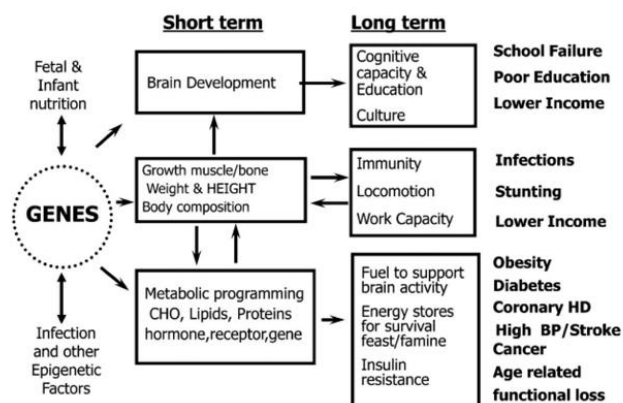 Short term
Long term
Fetal &
Infant
nutrition
GENES
Infection
and other
Epigenetic
Factors
Brain Development
Growth muscle/bone
Weight & HEIGHT
Body composition
Metabolic programming
CHO, Lipids, Proteins
hormone,receptor,gene
Cognitive
capacity &
Education
Culture
School Failure
Poor Education
Lower Income
Immunity
Locomotion
Work Capacity
Infections
Stunting
Lower Income
Fuel to support
brain activity
Energy stores
for survival
feast/famine
Insulin
resistance
Obesity
Diabetes
Coronary HD
High BP/Stroke
Cancer
Age related
functional loss